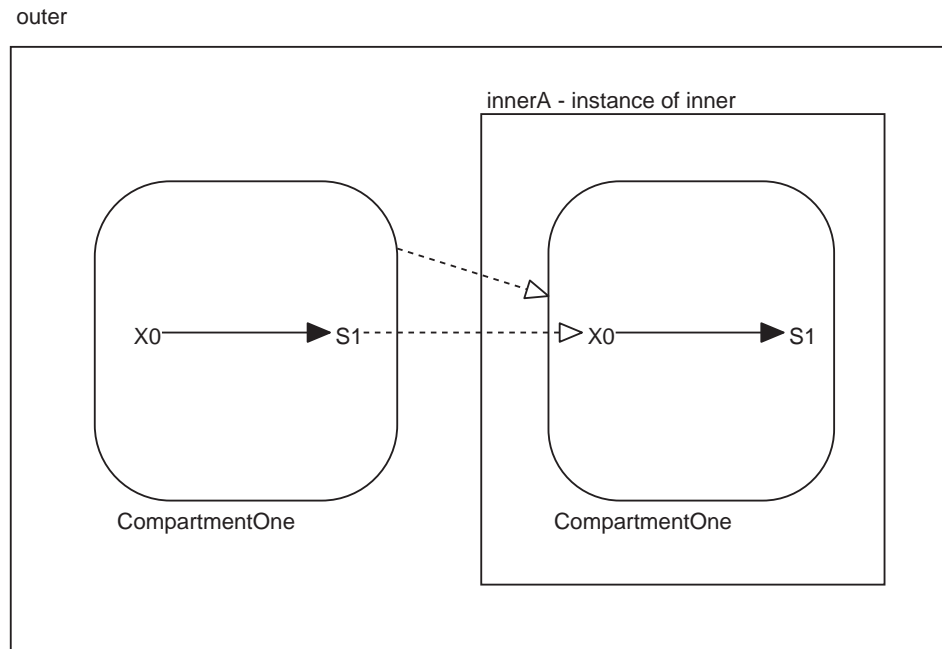 outer
innerA - instance of inner
X0
S1
X0
S1
CompartmentOne
CompartmentOne